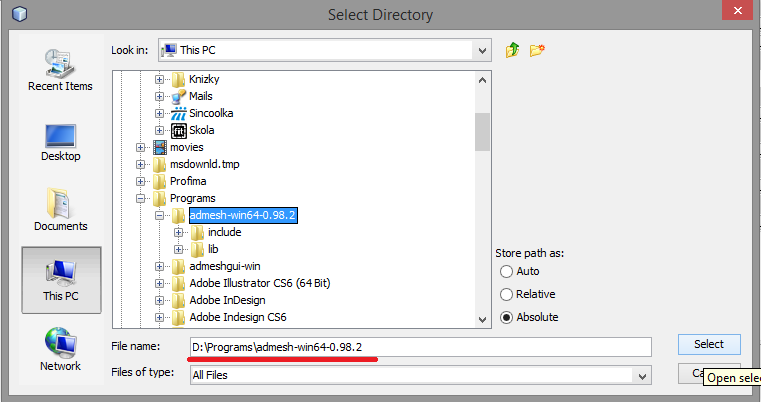 Select Directory
Look in:
This PC
Recent Items
Desktop
Documents
This PC
Network
Knizky
Mails
Sincoolka
Skola
movies
msdownld.tmp
Profima
Programs
admesh-win64-0.98.2
include
lib
admeshgui-win
Adobe Illustrator CS6 (64 Bit)
Adobe InDesign
Adobe Indesign CS6
Store path as:
Auto
Relative
Absolute
File name:
D:\Programs\admesh-win64-0.98.2
Select
Files of type:
All Files
Ca
Open selec